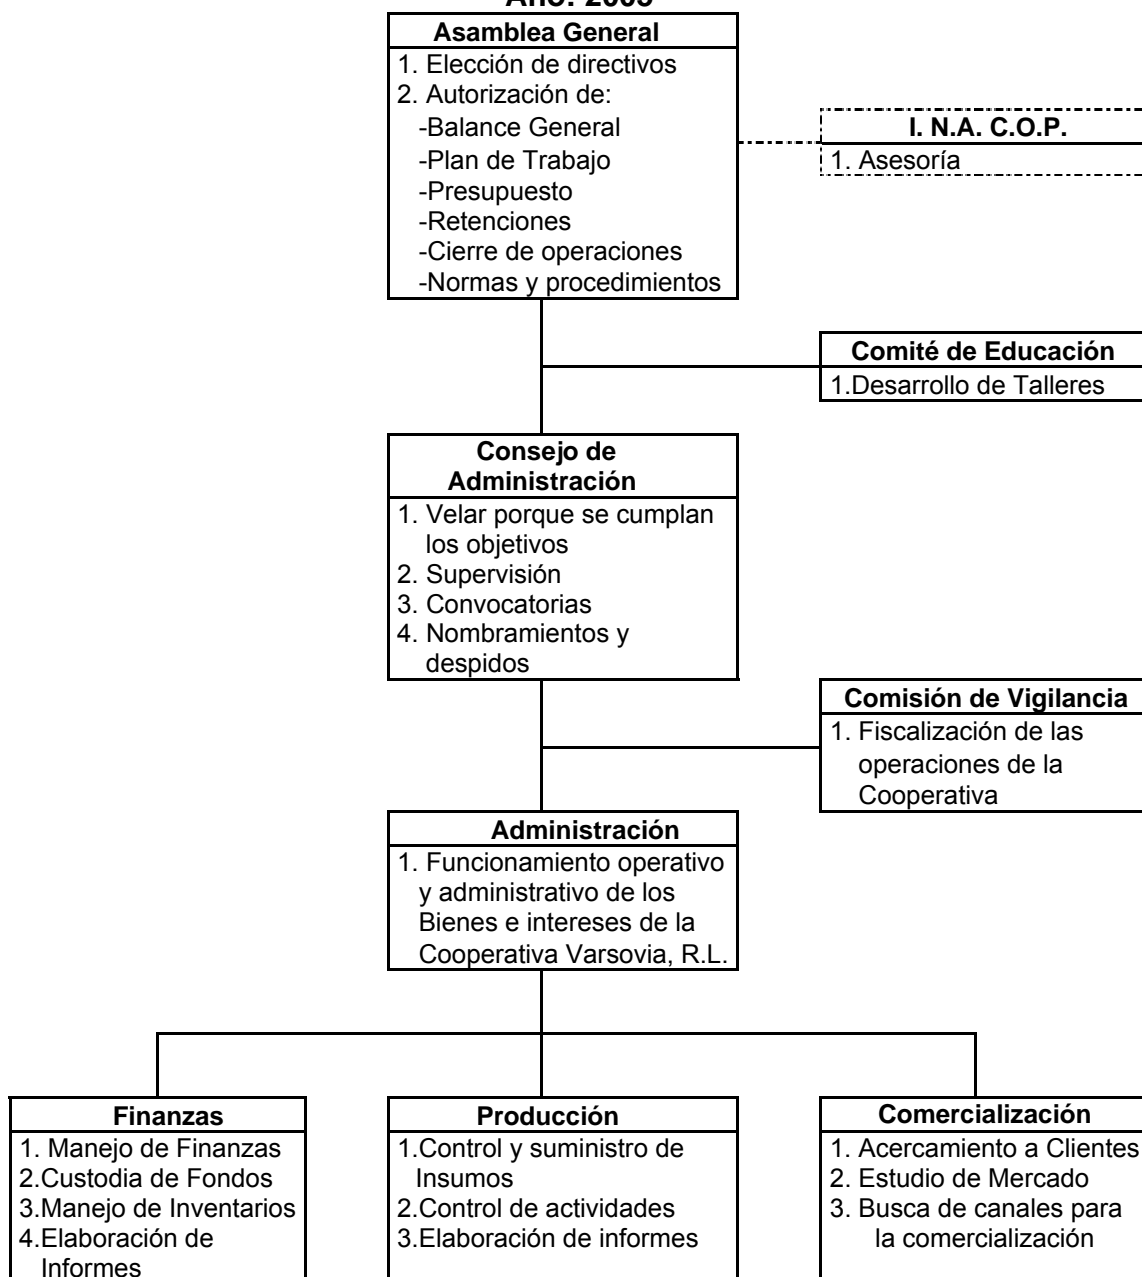 Año:
Asamblea General
1. Elección de directivos
2. Autorización de:
-Balance General
-Plan de Trabajo
-Presupuesto
-Retenciones
-Cierre de operaciones
-Normas y procedimientos
I. N.A. C.O.P.
1. Asesoría
Comité de Educación
1.Desarrollo de Talleres
Consejo de
Administración
1. Velar porque se cumplan
los objetivos
2. Supervisión
3. Convocatorias
4. Nombramientos y
despidos
Comisión de Vigilancia
1. Fiscalización de las
operaciones de la
Cooperativa
Administración
1. Funcionamiento operativo
y administrativo de los
Bienes e intereses de la
Cooperativa Varsovia, R.L.
Finanzas
1. Manejo de Finanzas
2.Custodia de Fondos
3.Manejo de Inventarios
4.Elaboración de
Informes
Producción
1.Control y suministro de
Insumos
2.Control de actividades
3.Elaboración de informes
Comercialización
1. Acercamiento a Clientes
2. Estudio de Mercado
3. Busca de canales para
la comercialización